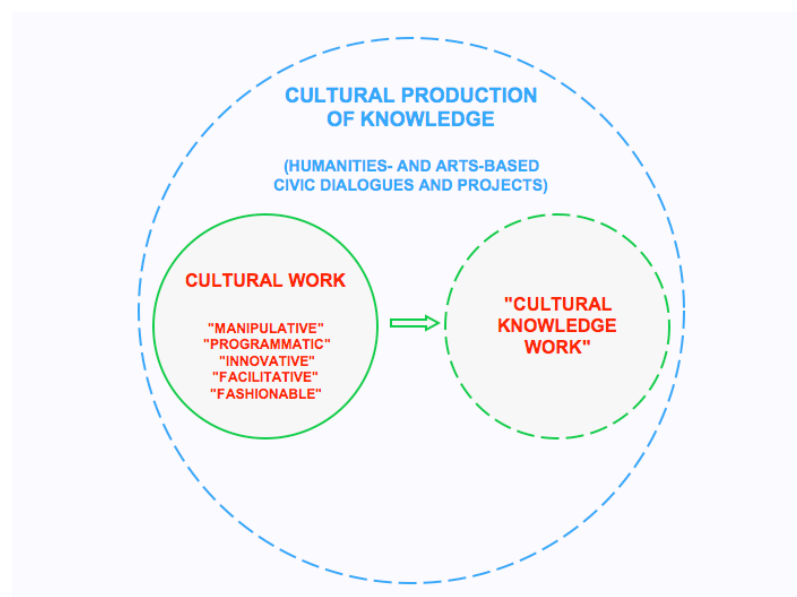 CULTURAL PRODUCTION
OF KNOWLEDGE
(HUMANITIES- AND ARTS-BASED
CIVIC DIALOGUES AND PROJECTS)
CULTURAL WORK
"MANIPULATIVE"
"PROGRAMMATIC"
"INNOVATIVE"
"FACILITATIVE"
"FASHIONABLE"
"CULTURAL
KNOWLEDGE
WORK"